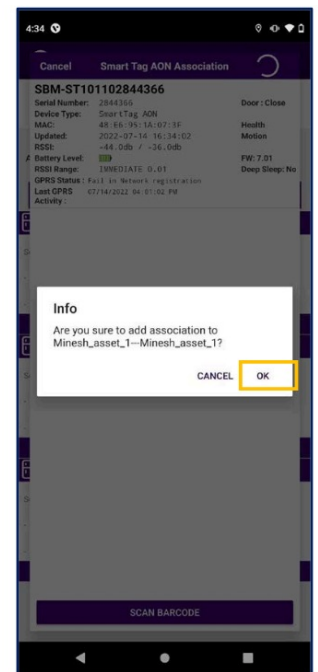 4:34
Cancel Smart Tag AON Association
SBM-ST101102844366
Serial Number: 2844366 Door : Close
Device Type: SmartTag AON
MAC: 48:E6:95:1A:07:3F Health
Updated: 2022-07-14 16:34:02 Motion
RSSI: -44.0db / -36.0db
Battery Level: FW: 7.01
RSSI Range: IMMEDIATE 0.01 Deep Sleep: No
GPRS Status : Fail in Network registration
Last GPRS Activity : 07/14/2022 04:01:02 PM
Info
Are you sure to add association to
Minesh_asset_1---Minesh_asset_1?
CANCEL OK
SCAN BARCODE